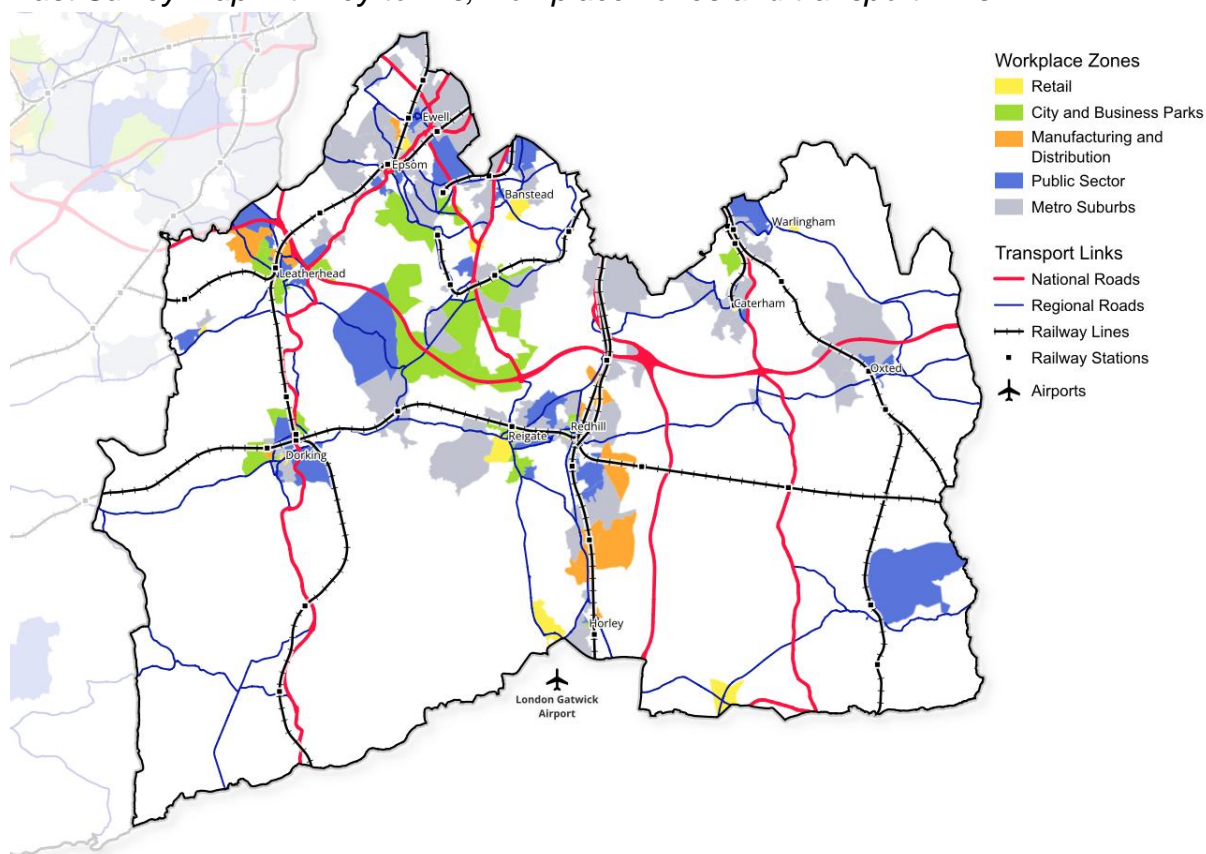 Workplace Zones
Retail
City and Business Parks
Manufacturing and
Distribution
Public Sector
Metro Suburbs
Transport Links
National Roads
Regional Roads
Railway Lines
Railway Stations
Airports
Ewell
Epsom
Banstead
Warlingham
Leatherhead
Caterham
Oxted
Reigate
Redhill
Dorking
Horley
London Gatwick
Airport